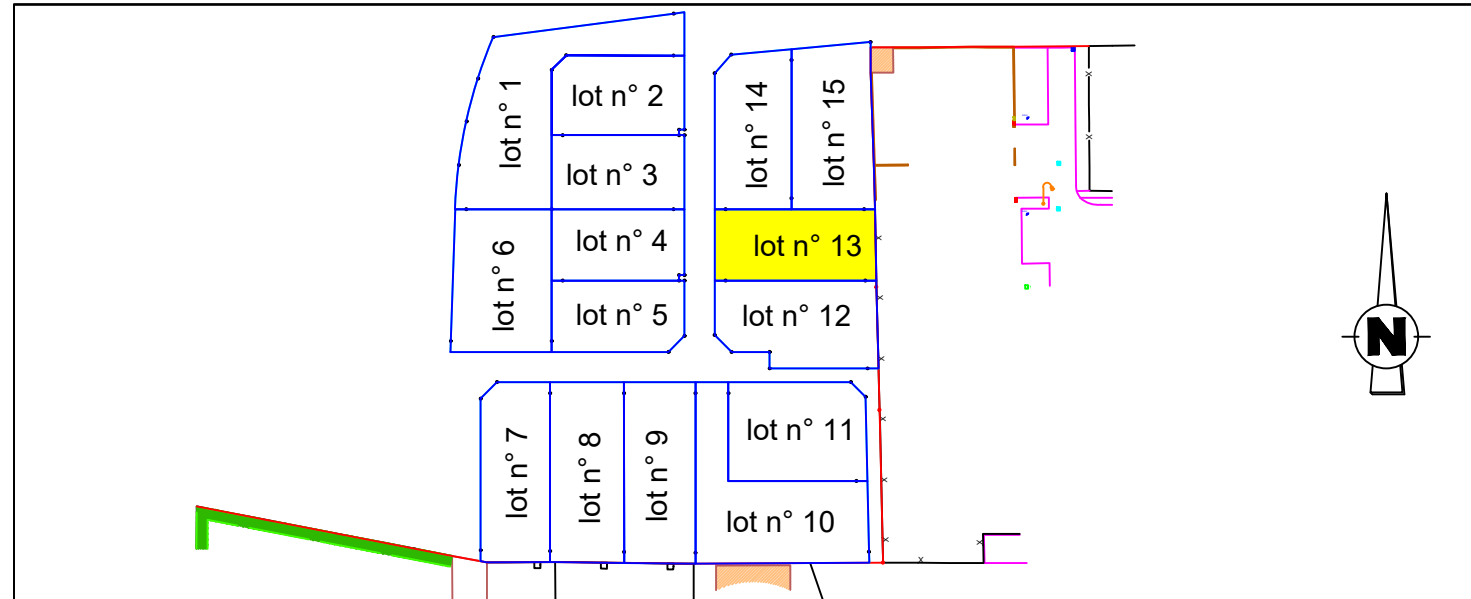 lot n° 1
lot n° 2
lot n° 3
lot n° 14
lot n° 15
lot n° 6
lot n° 4
lot n° 13
lot n° 5
lot n° 12
N
lot n° 7
lot n° 8
lot n° 9
lot n° 11
lot n° 10